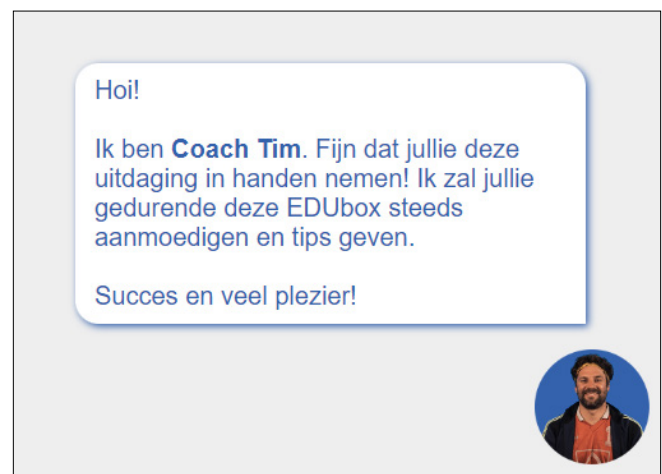 Hoi!
Ik ben Coach Tim. Fijn dat jullie deze
uitdaging in handen nemen! Ik zal jullie
gedurende deze EDUbox steeds
aanmoedigen en tips geven.
Succes en veel plezier!